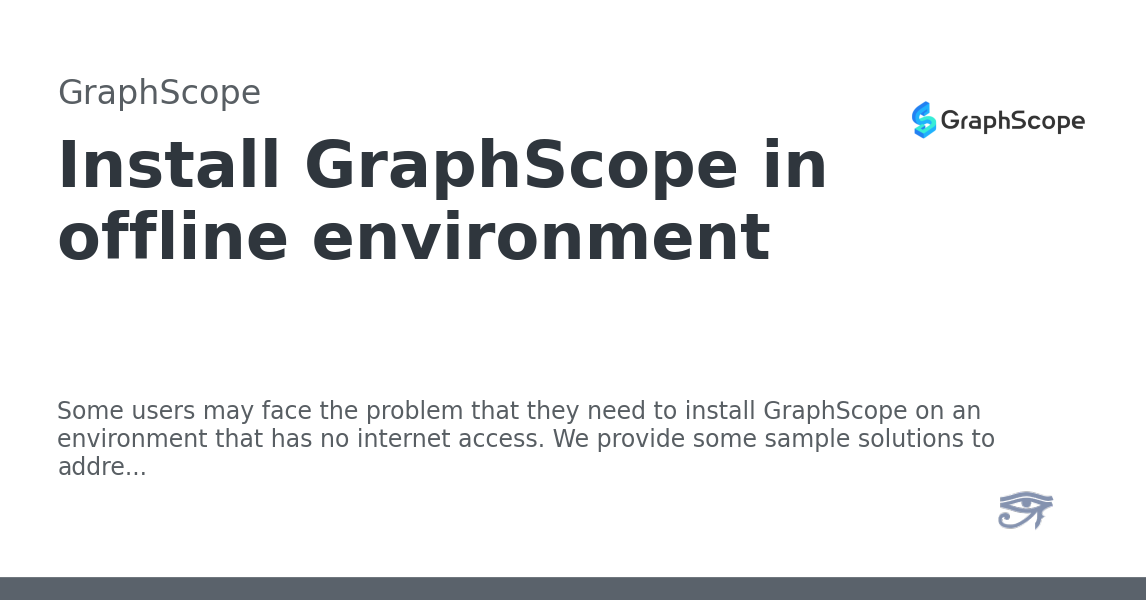 GraphScope
GraphScope
Install GraphScope in
offline environment
Some users may face the problem that they need to install GraphScope on an
environment that has no internet access. We provide some sample solutions to
addre...